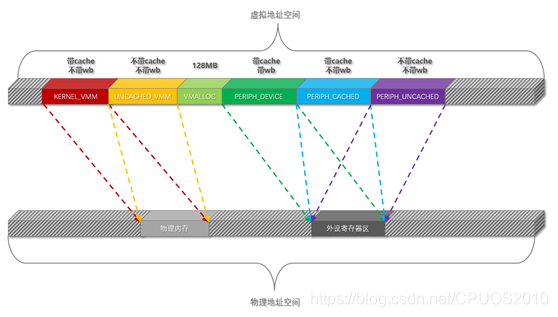 虚拟地址空间
带cache
不带wb
不带cache
不带wb
128MB
带cache
带wb
带cache
不带wb
不带cache
不带wb
KERNEL_VMM
UNCACHED_VMM
VMALLOC
PERIPH_DEVICE
PERIPH_CACHED
PERIPH_UNCACHED
物理内存
外设寄存器区
物理地址空间
https://blog.csdn.net/CPUOS2010